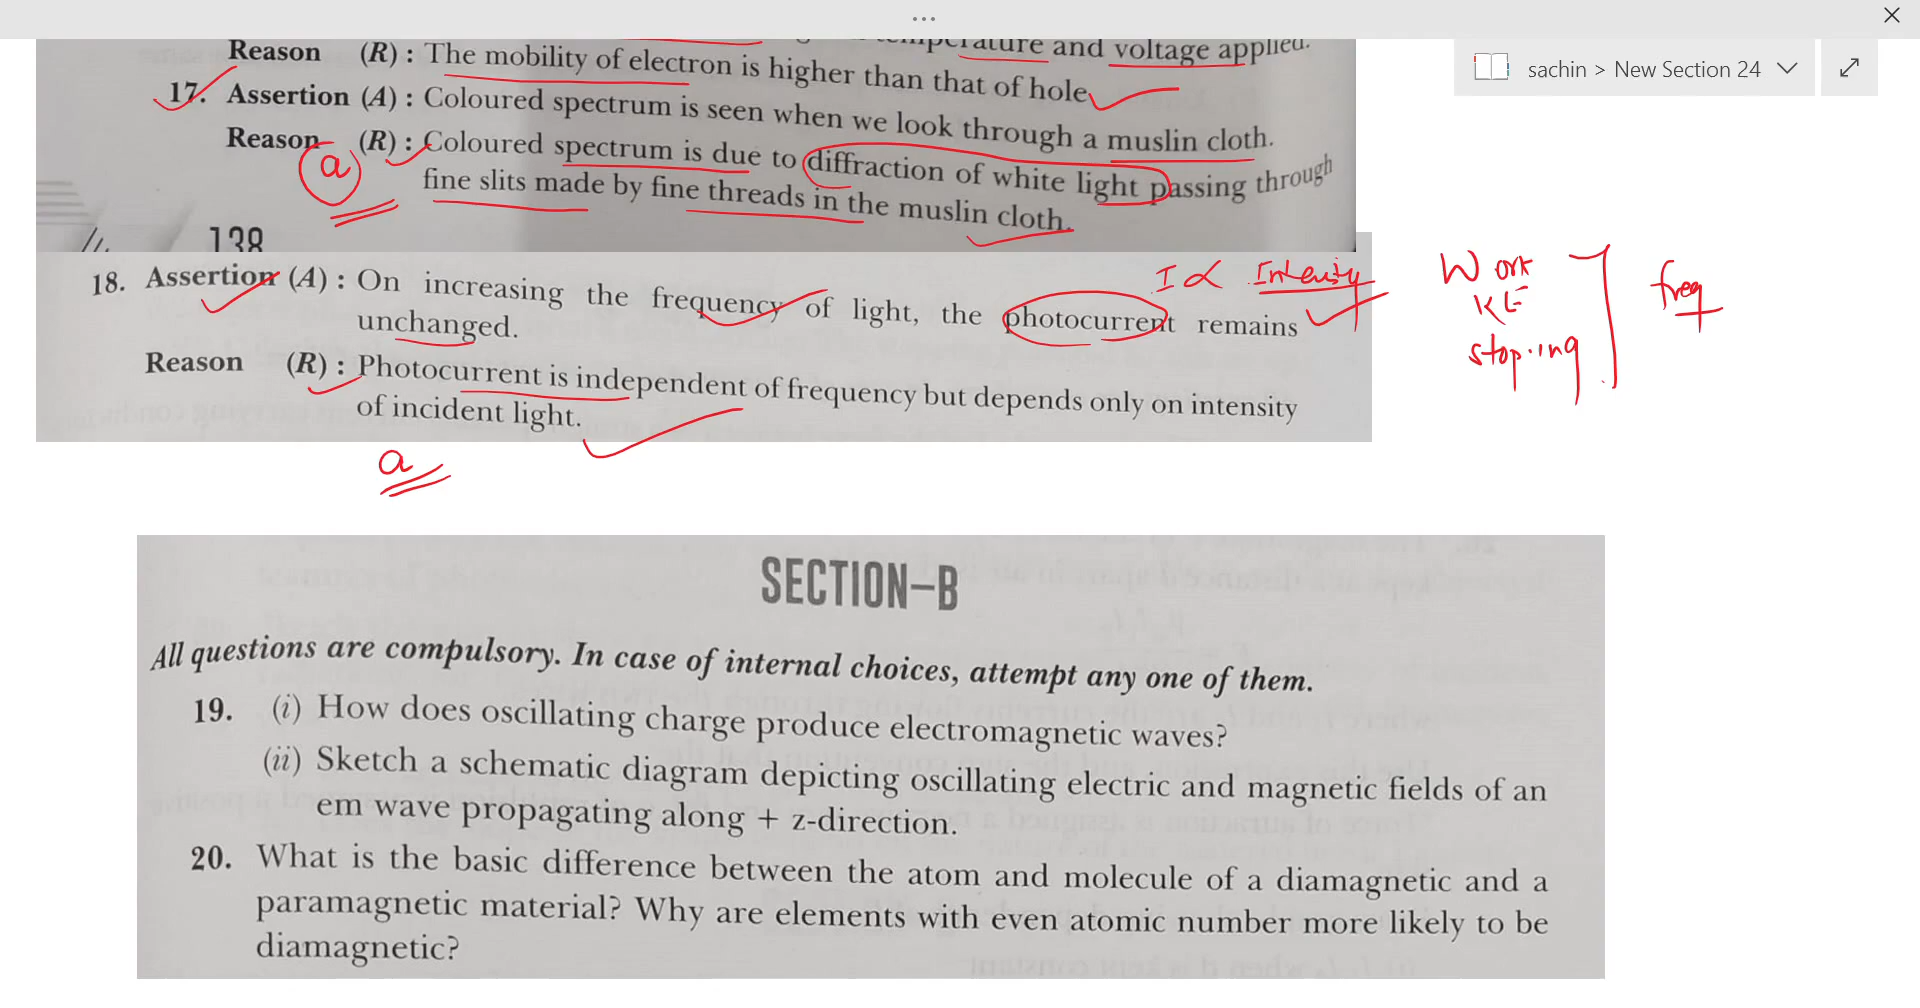 sachin > New Section 24
temperature and voltage applied.
Reason (R) : The mobility of electron is higher than that of hole.
17. Assertion (A) : Coloured spectrum is seen when we look through a muslin cloth.
Reason (R) : Coloured spectrum is due to diffraction of white light passing through
fine slits made by fine threads in the muslin cloth.
a
138
18. Assertion (A) : On increasing the frequency of light, the photocurrent remains
unchanged.
I ∝ Intensity
Work
KE
stoping
freq
Reason (R) : Photocurrent is independent of frequency but depends only on intensity
of incident light.
a
SECTION–B
All questions are compulsory. In case of internal choices, attempt any one of them.
19. (i) How does oscillating charge produce electromagnetic waves?
(ii) Sketch a schematic diagram depicting oscillating electric and magnetic fields of an
em wave propagating along + z-direction.
20. What is the basic difference between the atom and molecule of a diamagnetic and a
paramagnetic material? Why are elements with even atomic number more likely to be
diamagnetic?